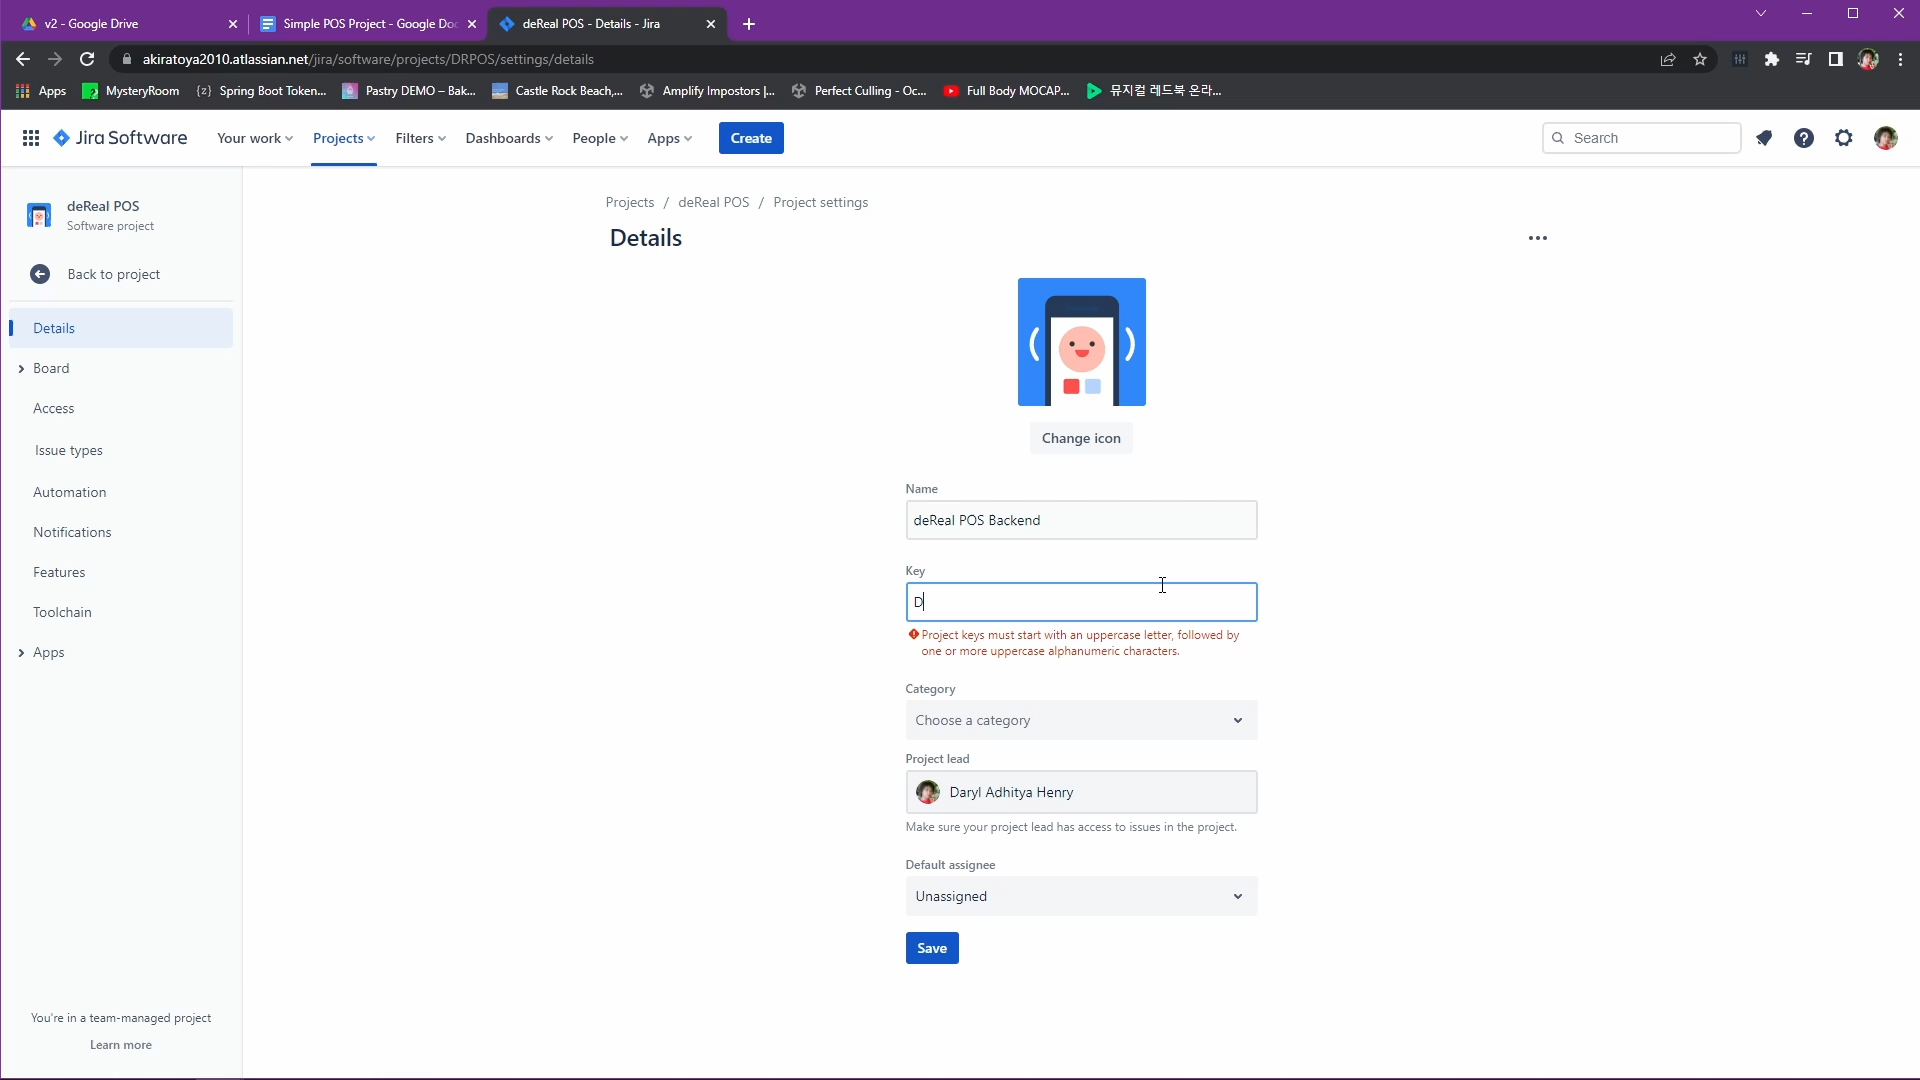 v2 - Google Drive
Simple POS Project - Google Doc
deReal POS - Details - Jira
akiratoya2010.atlassian.net/jira/software/projects/DRPOS/settings/details
Apps
MysteryRoom
Spring Boot Token...
Pastry DEMO – Bak...
Castle Rock Beach,...
Amplify Impostors |...
Perfect Culling - Oc...
Full Body MOCAP...
뮤지컬 레드북 온라...
Jira Software
Your work
Projects
Filters
Dashboards
People
Apps
Create
Search
deReal POS
Software project
Back to project
Details
Board
Access
Issue types
Automation
Notifications
Features
Toolchain
Apps
You're in a team-managed project
Learn more
Projects / deReal POS / Project settings
Details
Change icon
Name
deReal POS Backend
Key
D
Project keys must start with an uppercase letter, followed by
one or more uppercase alphanumeric characters.
Category
Choose a category
Project lead
Daryl Adhitya Henry
Make sure your project lead has access to issues in the project.
Default assignee
Unassigned
Save